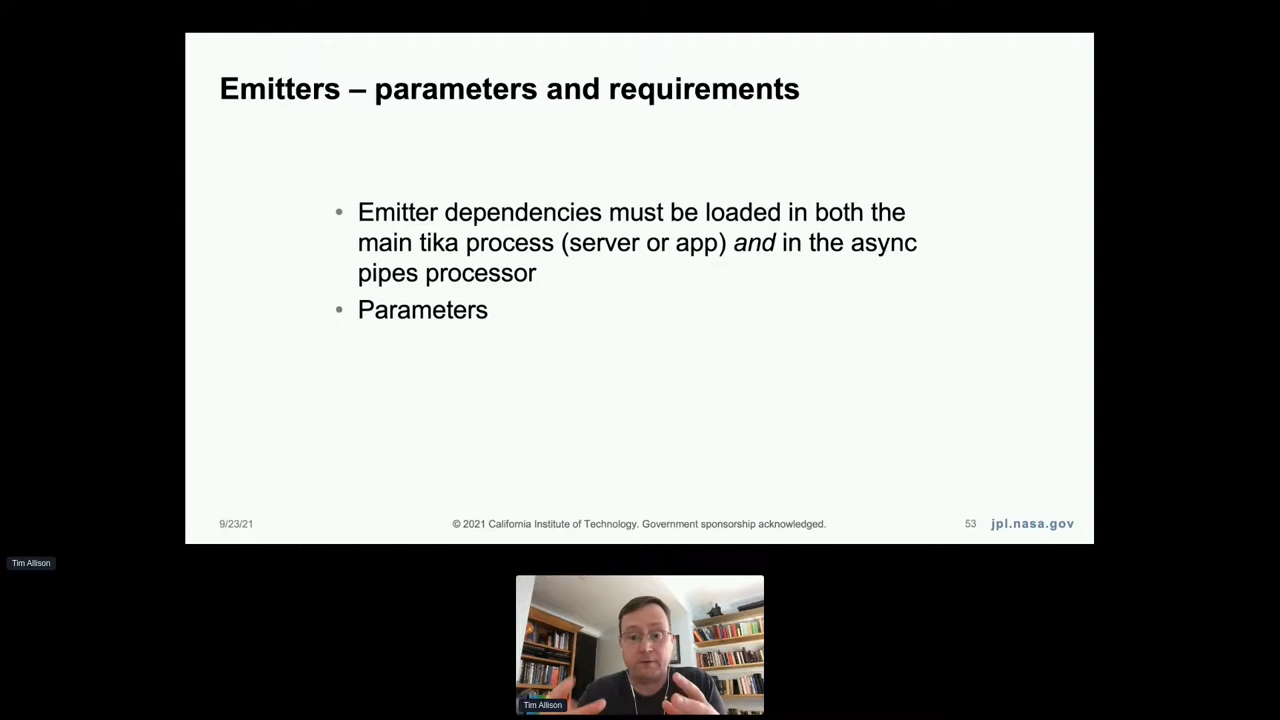 Emitters – parameters and requirements
• Emitter dependencies must be loaded in both the
main tika process (server or app) and in the async
pipes processor
• Parameters
9/23/21
© 2021 California Institute of Technology. Government sponsorship acknowledged.
53
jpl.nasa.gov
Tim Allison
Tim Allison